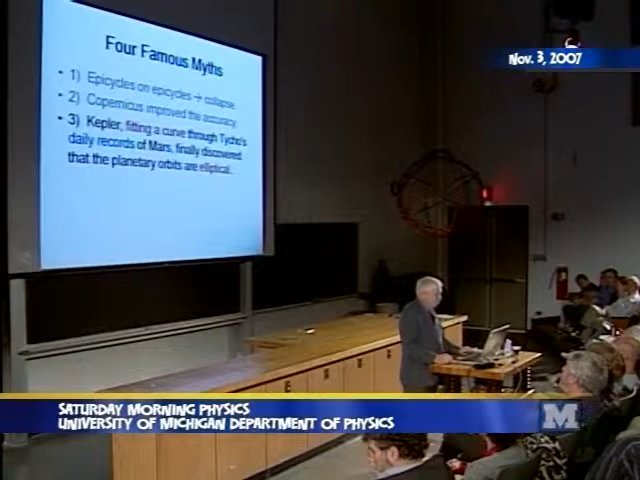 Four Famous Myths
• 1) Epicycles on epicycles → collapse.
• 2) Copernicus improved the accuracy.
• 3) Kepler, fitting a curve through Tycho's
daily records of Mars, finally discovered
that the planetary orbits are elliptical.
Nov. 3, 2007
SATURDAY MORNING PHYSICS
UNIVERSITY OF MICHIGAN DEPARTMENT OF PHYSICS
M